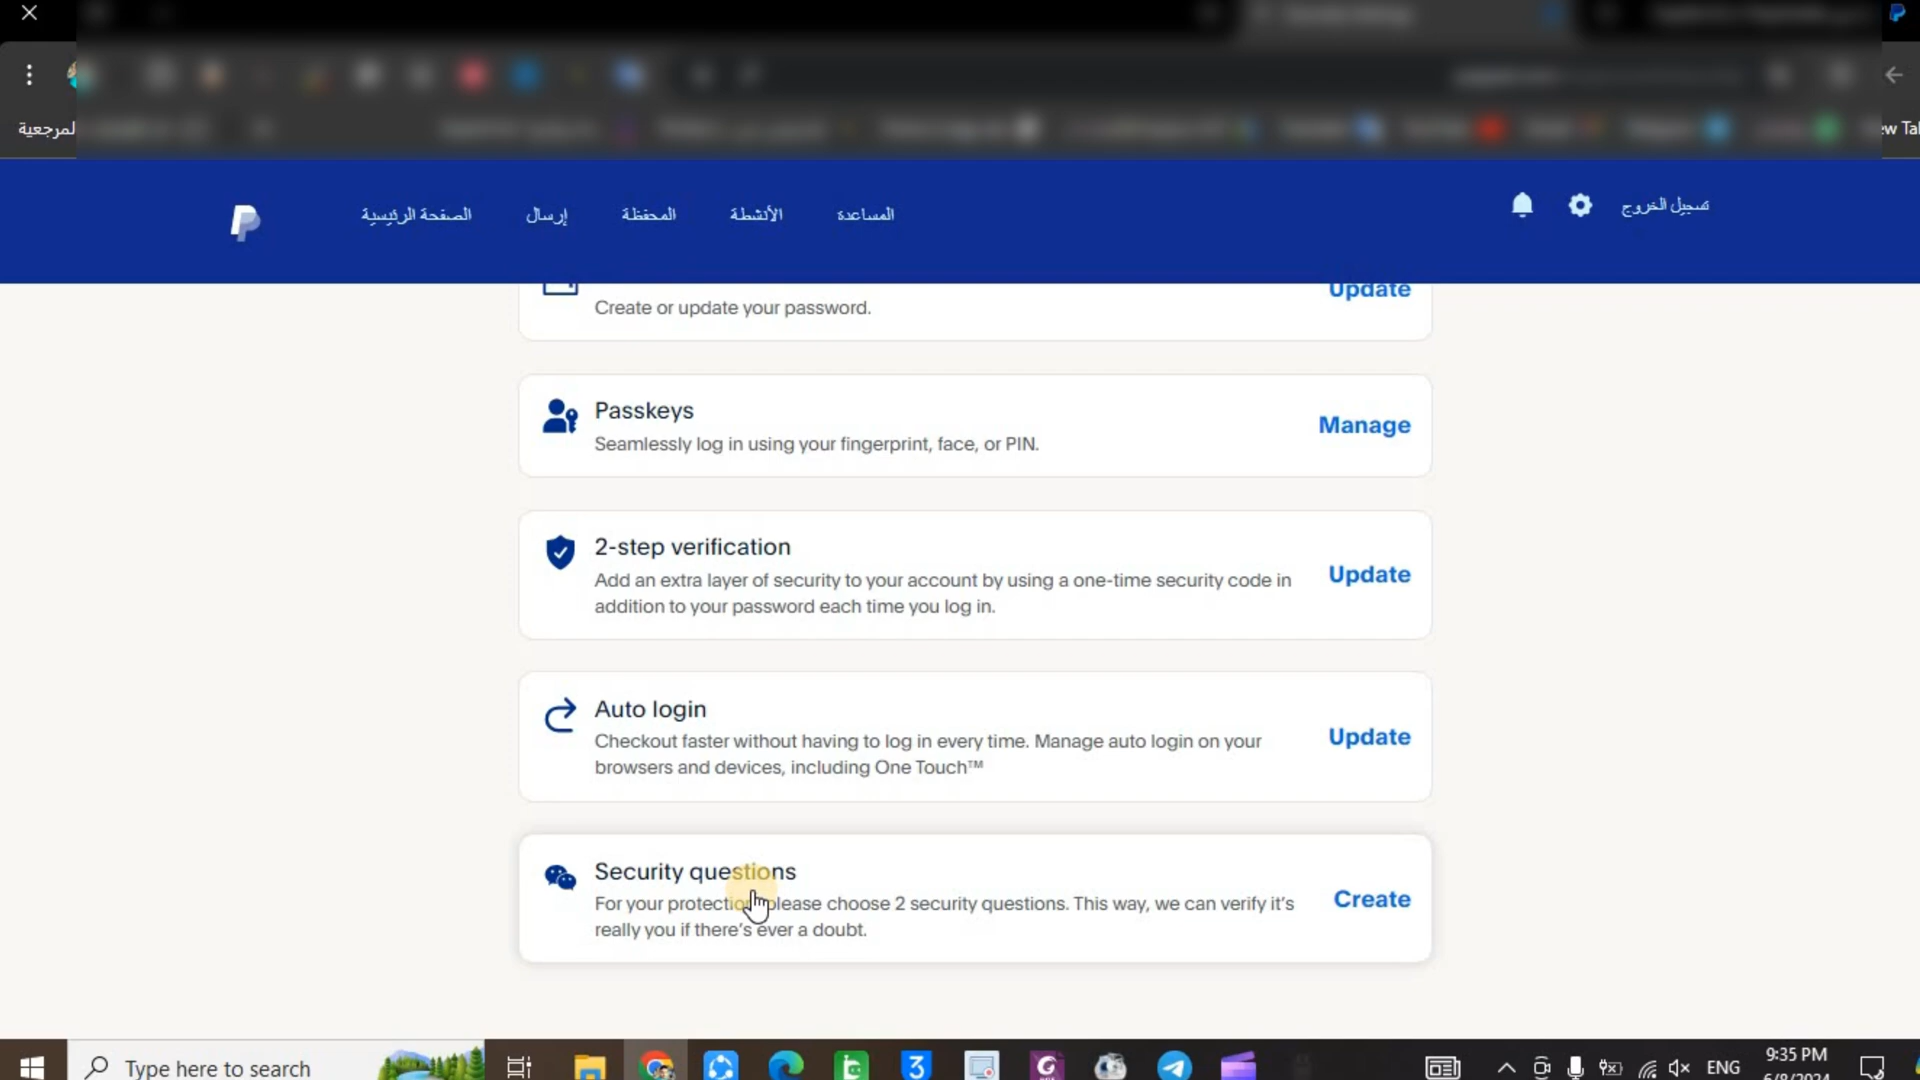 المرجعية
ew Tal
الصفحة الرئيسية
إرسال
المحفظة
الأنشطة
المساعدة
تسجيل الخروج
Create or update your password.
Update
Passkeys
Seamlessly log in using your fingerprint, face, or PIN.
Manage
2-step verification
Add an extra layer of security to your account by using a one-time security code in
addition to your password each time you log in.
Update
Auto login
Checkout faster without having to log in every time. Manage auto login on your
browsers and devices, including One Touch™
Update
Security questions
For your protection please choose 2 security questions. This way, we can verify it's
really you if there's ever a doubt.
Create
Type here to search
ENG
9:35 PM
6/8/2024